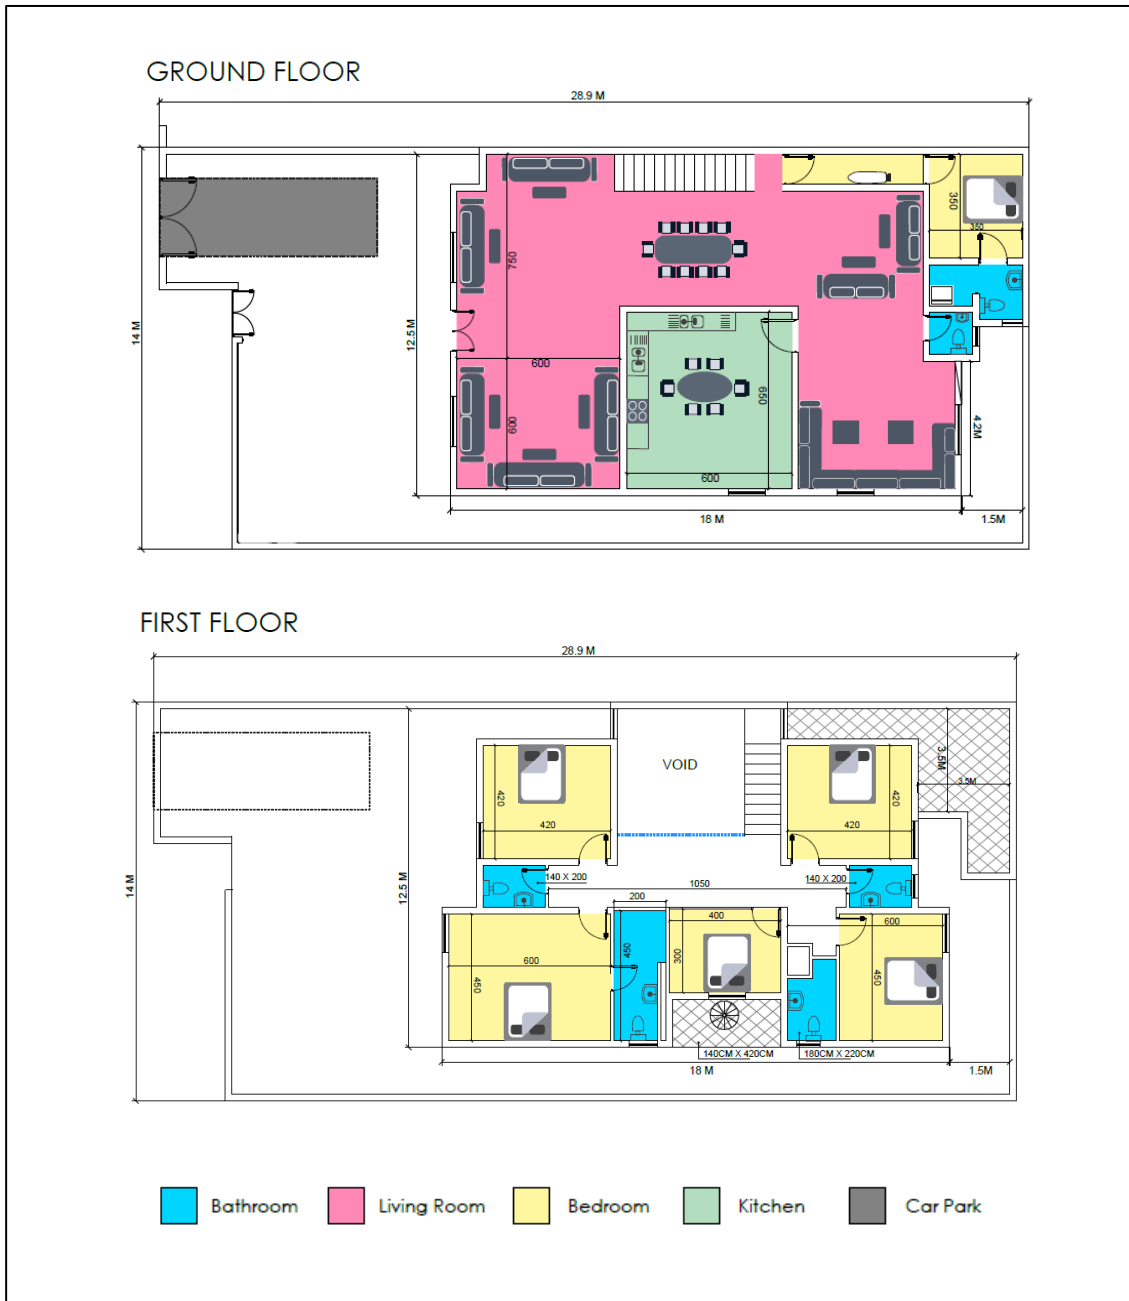 GROUND FLOOR
28.9 M
14 M
12.5 M
750
600
600
650
600
350
350
4.2M
18 M
1.5M
FIRST FLOOR
28.9 M
14 M
12.5 M
VOID
3.5M
3.5M
420
420
420
420
140 X 200
140 X 200
1050
200
400
600
600
450
450
300
450
140CM X 420CM
180CM X 220CM
18 M
1.5M
Bathroom
Living Room
Bedroom
Kitchen
Car Park